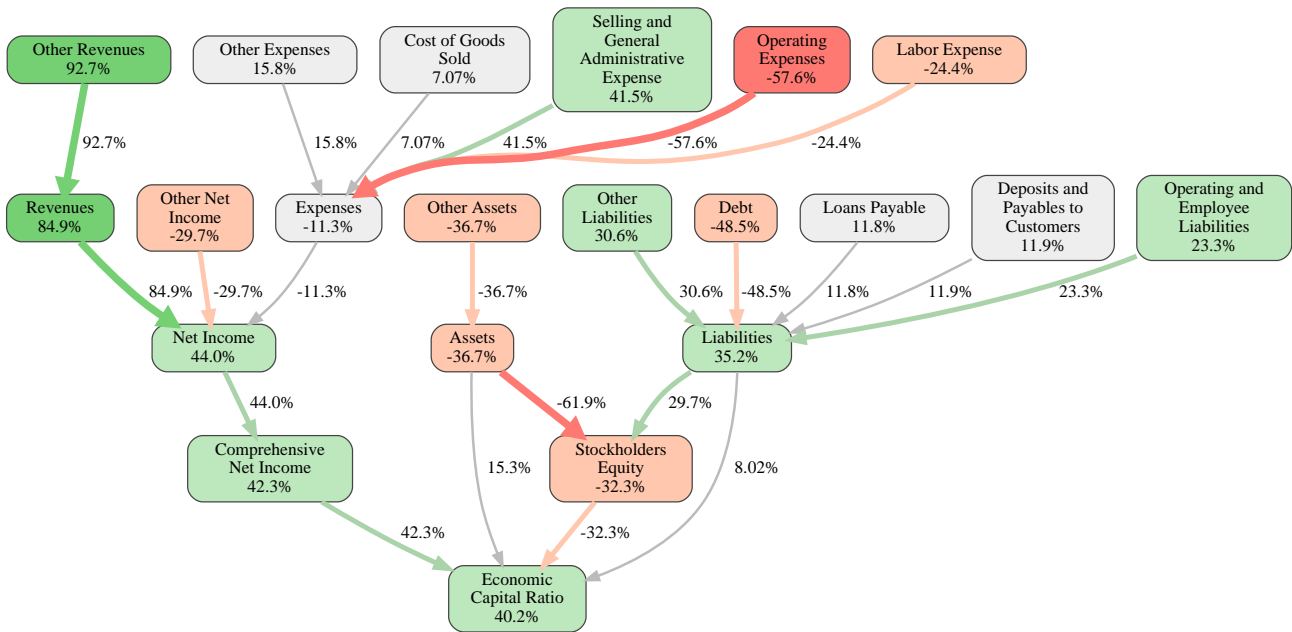 Other Revenues
92.7%
Other Expenses
15.8%
Cost of Goods
Sold
7.07%
Selling and
General
Administrative
Expense
41.5%
Operating
Expenses
-57.6%
Labor Expense
-24.4%
92.7%
15.8%
7.07%
41.5%
-57.6%
-24.4%
Revenues
84.9%
Other Net
Income
-29.7%
Expenses
-11.3%
Other Assets
-36.7%
Other
Liabilities
30.6%
Debt
-48.5%
Loans Payable
11.8%
Deposits and
Payables to
Customers
11.9%
Operating and
Employee
Liabilities
23.3%
84.9%
-29.7%
-11.3%
-36.7%
30.6%
-48.5%
11.8%
11.9%
23.3%
Net Income
44.0%
Assets
-36.7%
Liabilities
35.2%
44.0%
-61.9%
29.7%
Comprehensive
Net Income
42.3%
15.3%
Stockholders
Equity
-32.3%
8.02%
42.3%
-32.3%
Economic
Capital Ratio
40.2%